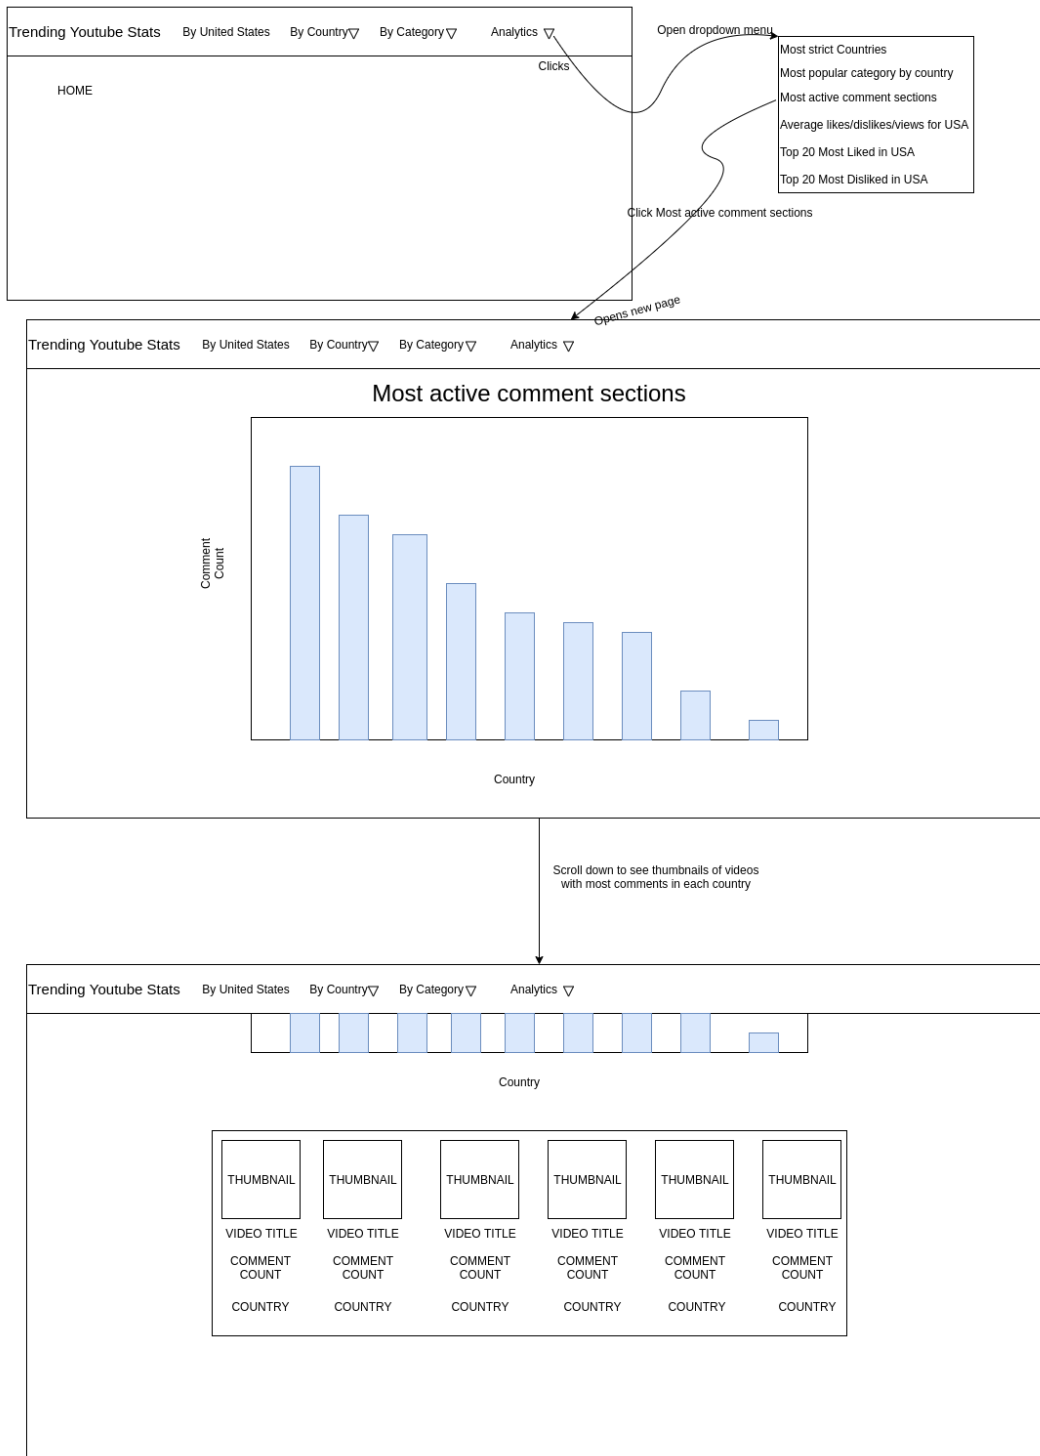 Trending Youtube Stats By United States By Country By Category Analytics
Open dropdown menu
Clicks
HOME
Most strict Countries
Most popular category by country
Most active comment sections
Average likes/dislikes/views for USA
Top 20 Most Liked in USA
Top 20 Most Disliked in USA
Click Most active comment sections
Opens new page
Trending Youtube Stats By United States By Country By Category Analytics
Most active comment sections
Comment
Count
Country
Scroll down to see thumbnails of videos
with most comments in each country
Trending Youtube Stats By United States By Country By Category Analytics
Country
THUMBNAIL THUMBNAIL THUMBNAIL THUMBNAIL THUMBNAIL THUMBNAIL
VIDEO TITLE VIDEO TITLE VIDEO TITLE VIDEO TITLE VIDEO TITLE VIDEO TITLE
COMMENT COMMENT COMMENT COMMENT COMMENT COMMENT
COUNT COUNT COUNT COUNT COUNT COUNT
COUNTRY COUNTRY COUNTRY COUNTRY COUNTRY COUNTRY